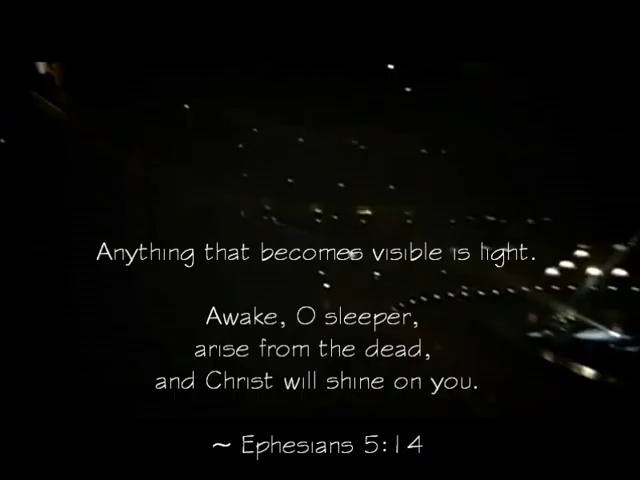 Anything that becomes visible is light.
Awake, O sleeper,
arise from the dead,
and Christ will shine on you.
~ Ephesians 5:14